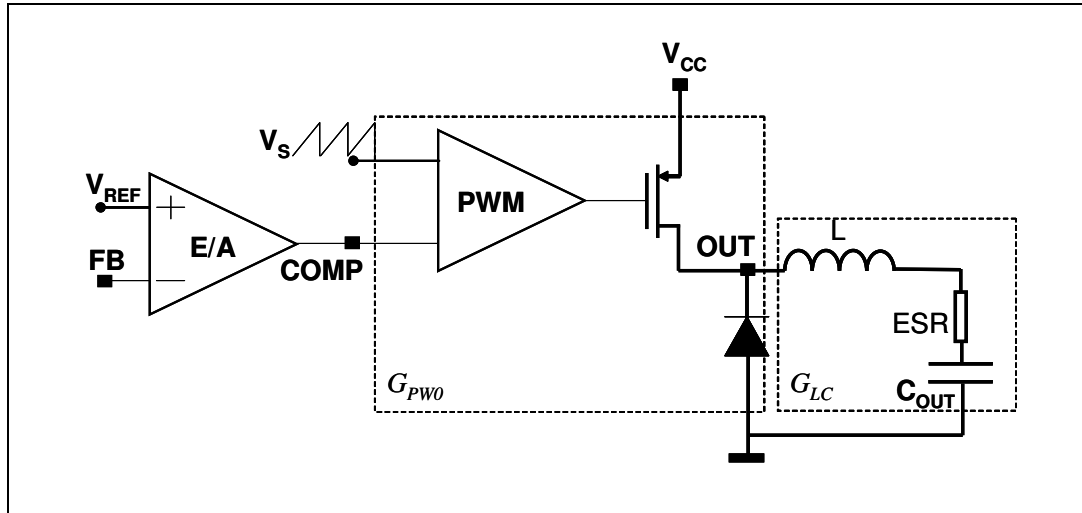 V_CC
V_S
PWM
V_REF
+
E/A
FB
−
COMP
OUT
L
ESR
C_OUT
G_PW0
G_LC